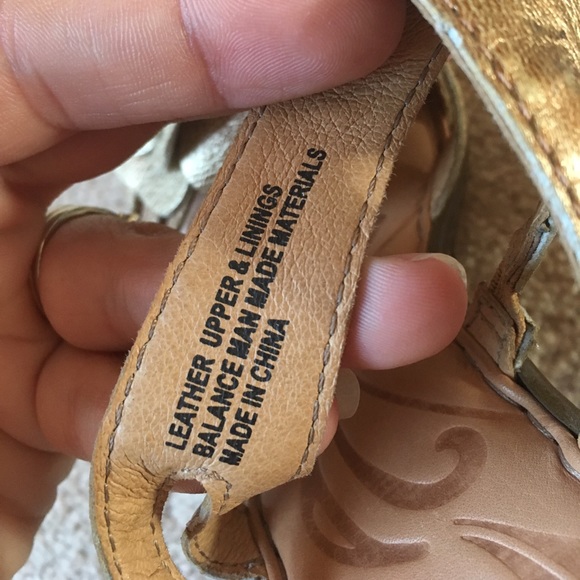 LEATHER UPPER & LININGS
BALANCE MAN MADE MATERIALS
MADE IN CHINA